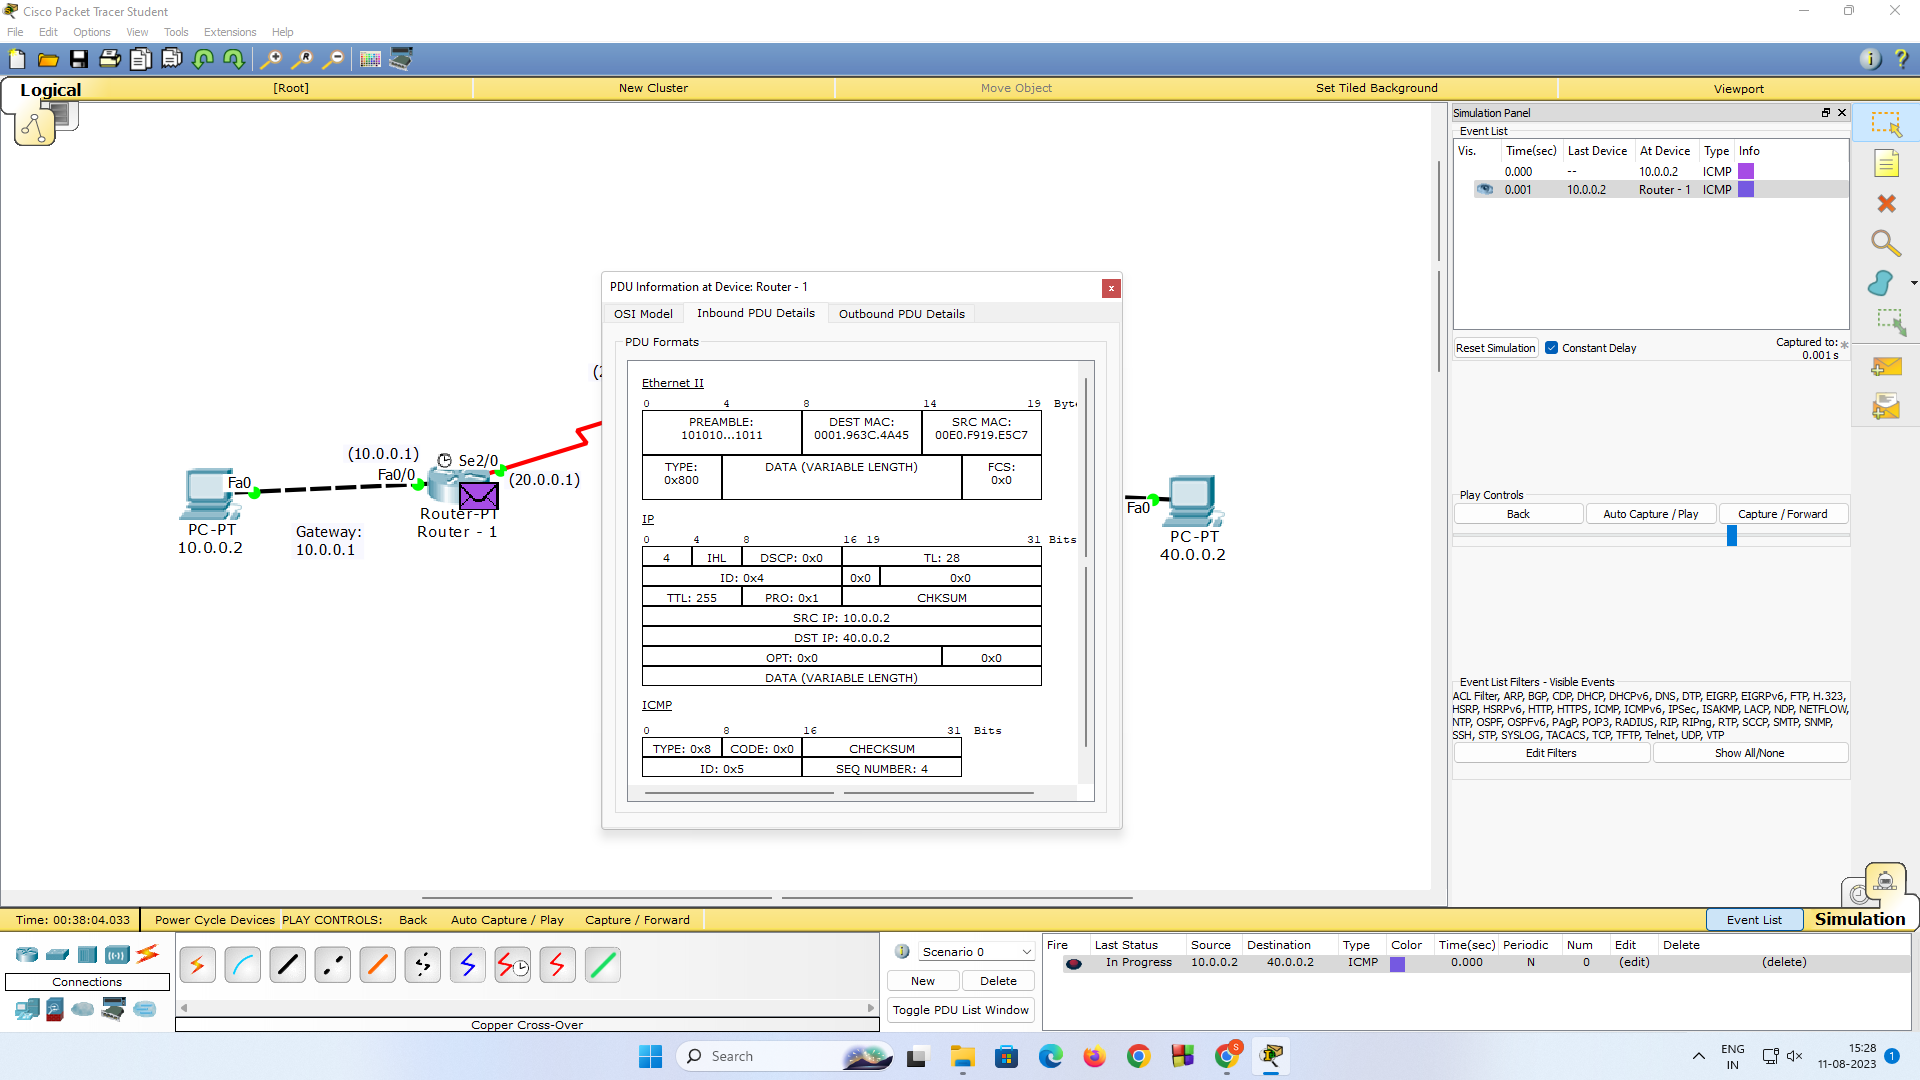 Cisco Packet Tracer Student
File Edit Options View Tools Extensions Help
Logical [Root] New Cluster Move Object Set Tiled Background Viewport
Simulation Panel
Event List
Vis. Time(sec) Last Device At Device Type Info
0.000 -- 10.0.0.2 ICMP
0.001 10.0.0.2 Router - 1 ICMP
Reset Simulation Constant Delay Captured to: *
0.001 s
Play Controls
Back Auto Capture / Play Capture / Forward
Event List Filters - Visible Events
ACL Filter, ARP, BGP, CDP, DHCP, DHCPv6, DNS, DTP, EIGRP, EIGRPv6, FTP, H.323,
HSRP, HSRPv6, HTTP, HTTPS, ICMP, ICMPv6, IPSec, ISAKMP, LACP, NDP, NETFLOW,
NTP, OSPF, OSPFv6, PAgP, POP3, RADIUS, RIP, RIPng, RTP, SCCP, SMTP, SNMP,
SSH, STP, SYSLOG, TACACS, TCP, TFTP, Telnet, UDP, VTP
Edit Filters Show All/None
PDU Information at Device: Router - 1
OSI Model Inbound PDU Details Outbound PDU Details
PDU Formats
Ethernet II
0 4 8 14 19 Byte
PREAMBLE: DEST MAC: SRC MAC:
101010...1011 0001.963C.4A45 00E0.F919.E5C7
TYPE: DATA (VARIABLE LENGTH) FCS:
0x800 0x0
IP
0 4 8 16 19 31 Bits
4 IHL DSCP: 0x0 TL: 28
ID: 0x4 0x0 0x0
TTL: 255 PRO: 0x1 CHKSUM
SRC IP: 10.0.0.2
DST IP: 40.0.0.2
OPT: 0x0 0x0
DATA (VARIABLE LENGTH)
ICMP
0 8 16 31 Bits
TYPE: 0x8 CODE: 0x0 CHECKSUM
ID: 0x5 SEQ NUMBER: 4
(2
(10.0.0.1) Se2/0
Fa0 Fa0/0 (20.0.0.1)
PC-PT
10.0.0.2
Gateway:
10.0.0.1
Router-PT
Router - 1
Fa0
PC-PT
40.0.0.2
Time: 00:38:04.033 Power Cycle Devices PLAY CONTROLS: Back Auto Capture / Play Capture / Forward Event List Simulation
Connections
Copper Cross-Over
Scenario 0
New Delete
Toggle PDU List Window
Fire Last Status Source Destination Type Color Time(sec) Periodic Num Edit Delete
In Progress 10.0.0.2 40.0.0.2 ICMP 0.000 N 0 (edit) (delete)
Search
S
ENG
IN
15:28
11-08-2023
1